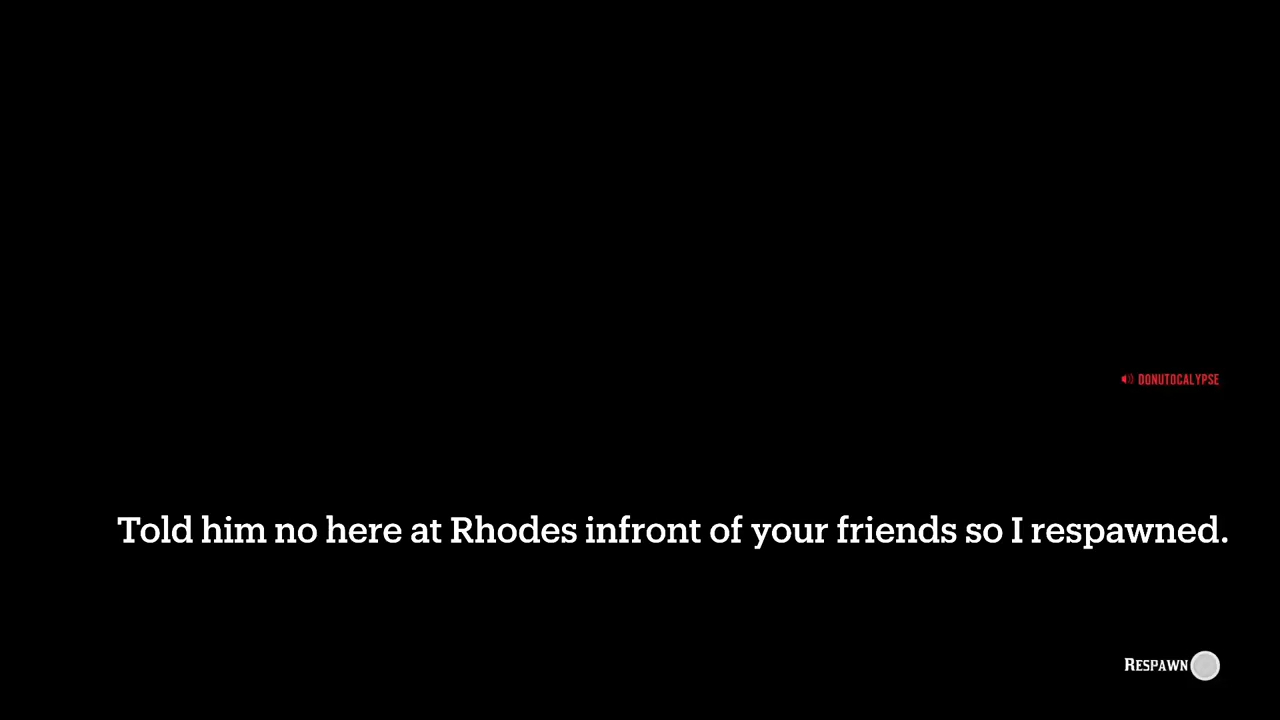 DONUTOCALYPSE
Told him no here at Rhodes infront of your friends so I respawned.
RESPAWN